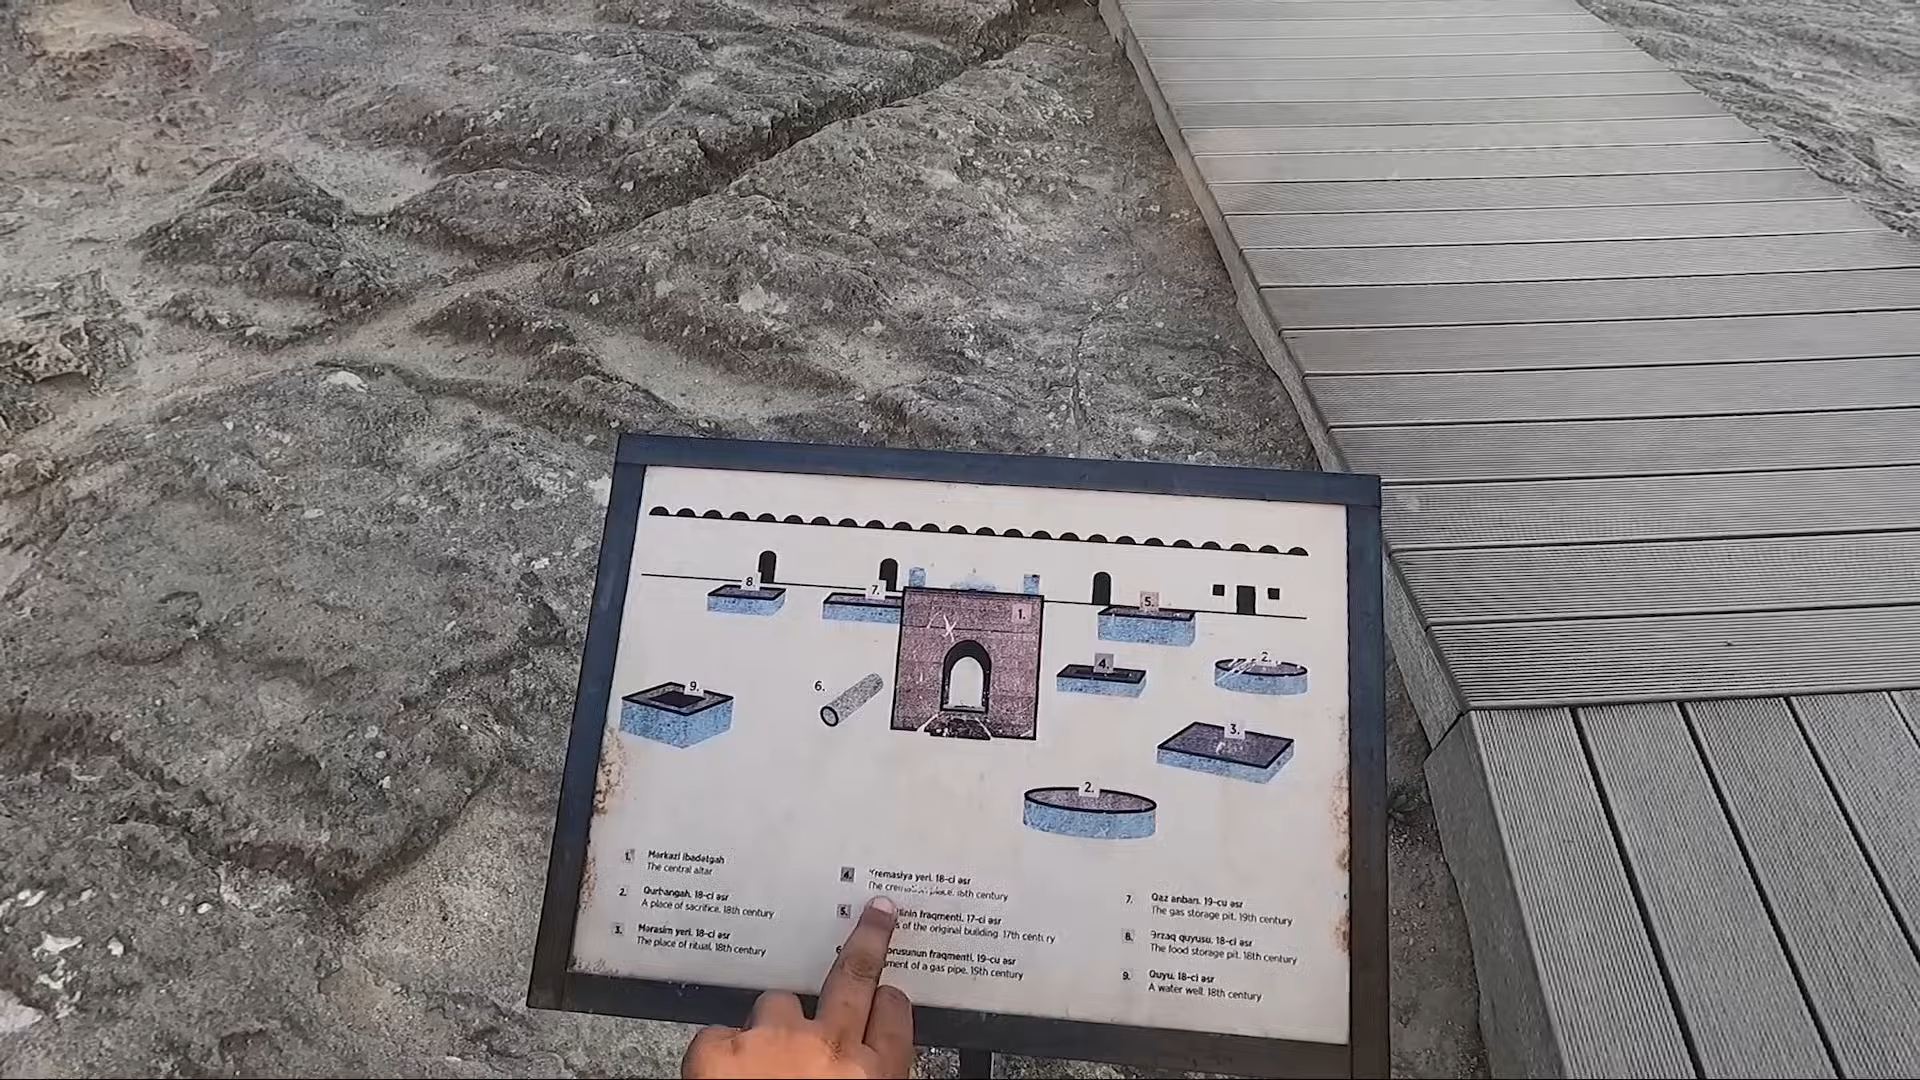 8.
7.
1.
5.
4.
2.
9.
6.
3.
2.
1. Mərkəzi ibadətgah
The central altar
2. Qurbangah. 18-ci əsr
A place of sacrifice. 18th century
3. Mərasim yeri. 18-ci əsr
The place of ritual. 18th century
4. Kremasiya yeri. 18-ci əsr
The place. 18th century
5. fraqmenti. 17-ci əsr
of the original building. 17th century
6 fraqmenti. 19-cu əsr
of a gas pipe. 19th century
7. Qaz anbarı. 19-cu əsr
The gas storage pit. 19th century
8. Ərzaq quyusu. 18-ci əsr
The food storage pit. 18th century
9. Quyu. 18-ci əsr
A water well. 18th century